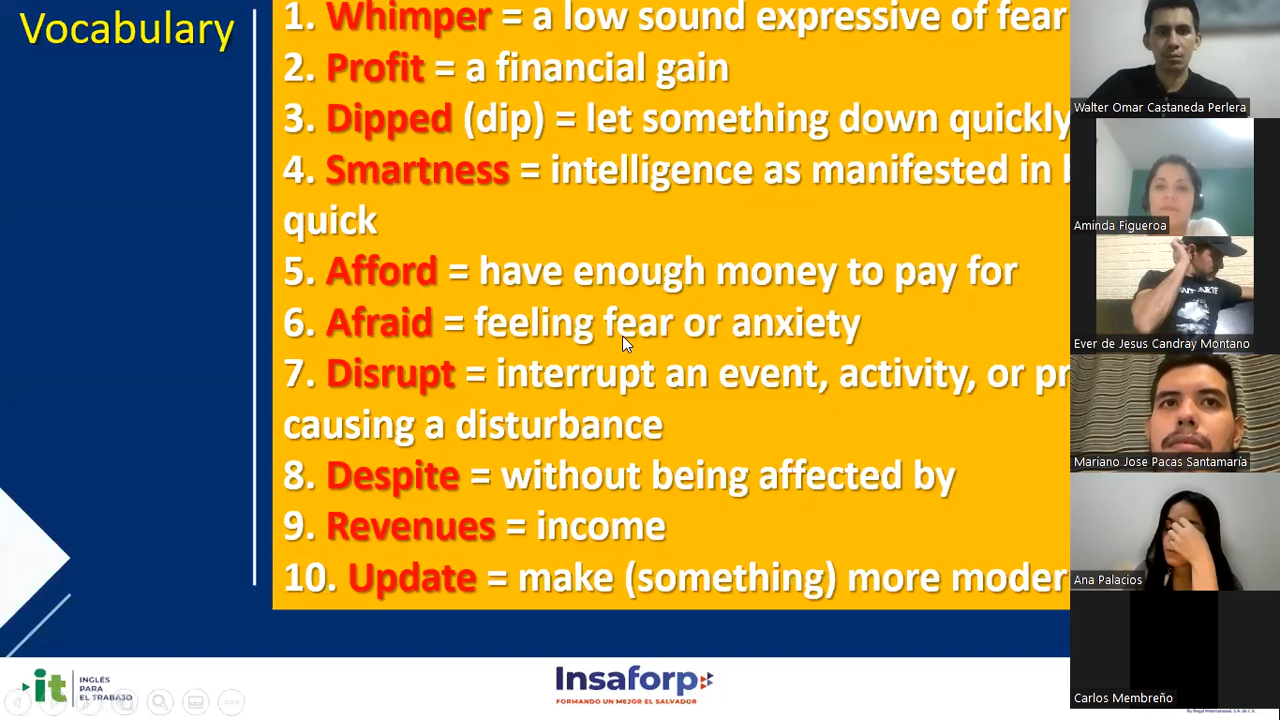 Vocabulary
1. Whimper = a low sound expressive of fear
2. Profit = a financial gain
3. Dipped (dip) = let something down quickly
4. Smartness = intelligence as manifested in
quick
5. Afford = have enough money to pay for
6. Afraid = feeling fear or anxiety
7. Disrupt = interrupt an event, activity, or
causing a disturbance
8. Despite = without being affected by
9. Revenues = income
10. Update = make (something) more moder
it
INGLÉS
PARA
EL TRABAJO
Insaforp
FORMANDO UN MEJOR EL SALVADOR
Walter Omar Castaneda Perlera
Aminda Figueroa
Ever de Jesus Candray Montano
Mariano Jose Pacas Santamaría
Ana Palacios
Carlos Membreño